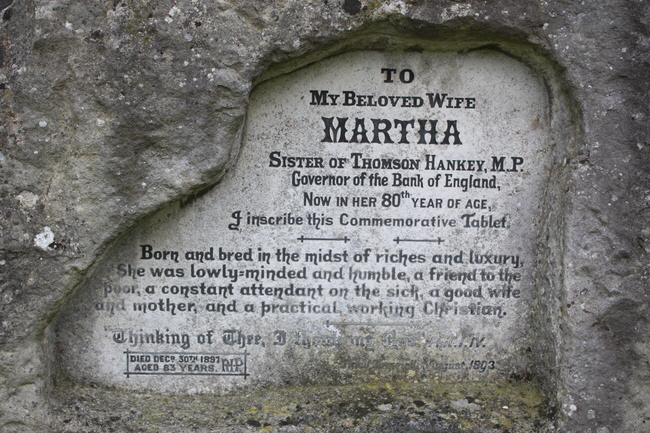 TO
MY BELOVED WIFE
MARTHA
SISTER OF THOMSON HANKEY, M.P.
Governor of the Bank of England,
NOW IN HER 80th YEAR OF AGE,
I inscribe this Commemorative Tablet.
Born and bred in the midst of riches and luxury,
She was lowly-minded and humble, a friend to the
poor, a constant attendant on the sick, a good wife
and mother, and a practical, working Christian.
Thinking of Thee, I
DIED DECR 30TH 1897
AGED 83 YEARS. RIP
August, 1893